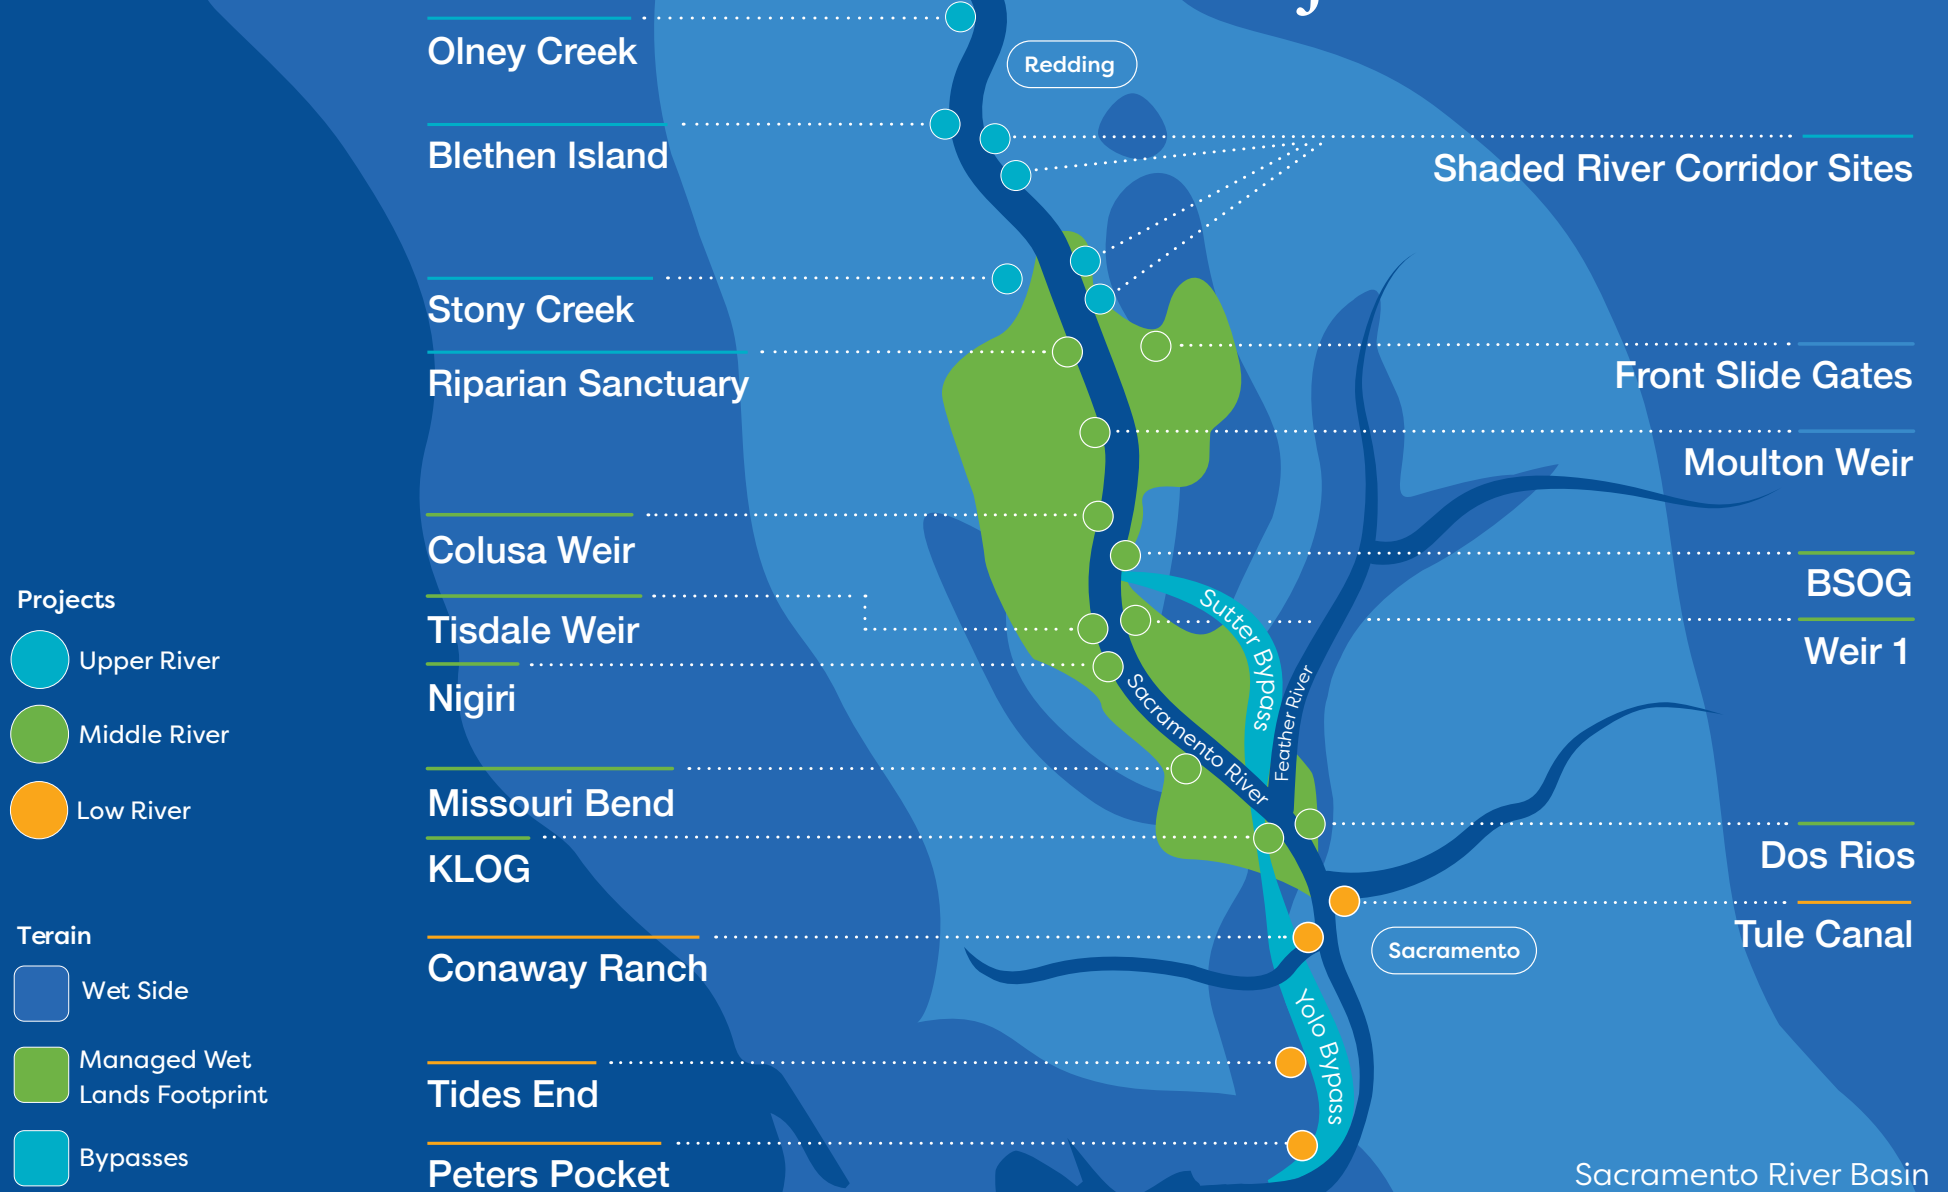 Olney Creek
Redding
Blethen Island
Shaded River Corridor Sites
Stony Creek
Riparian Sanctuary
Front Slide Gates
Moulton Weir
Colusa Weir
BSOG
Sutter Bypass
Tisdale Weir
Weir 1
Nigiri
Sacramento River
Feather River
Missouri Bend
KLOG
Dos Rios
Tule Canal
Sacramento
Conaway Ranch
Yolo Bypass
Tides End
Peters Pocket
Projects
Upper River
Middle River
Low River
Terain
Wet Side
Managed Wet
Lands Footprint
Bypasses
Sacramento River Basin